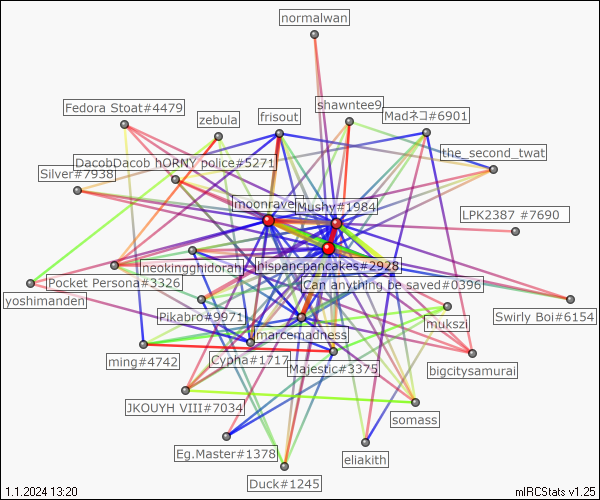 normalwan
Fedora Stoat#4479
zebula
frisout
shawntee9
Madネコ#6901
DacobDacob hORNY police#5271
the_second_twat
Silver#7938
moonrave
Mushy#1984
LPK2387 #7690
neokingghidorah
hispancpancakes#2928
Pocket Persona#3326
Can anything be saved#0396
yoshimanden
Pikabro#9971
mukszi
Swirly Boi#6154
marcemadness
ming#4742
Cypha#1717
Majestic#3375
bigcitysamurai
JKOUYH VIII#7034
somass
Eg.Master#1378
eliakith
Duck#1245
1.1.2024 13:20
mIRCStats v1.25